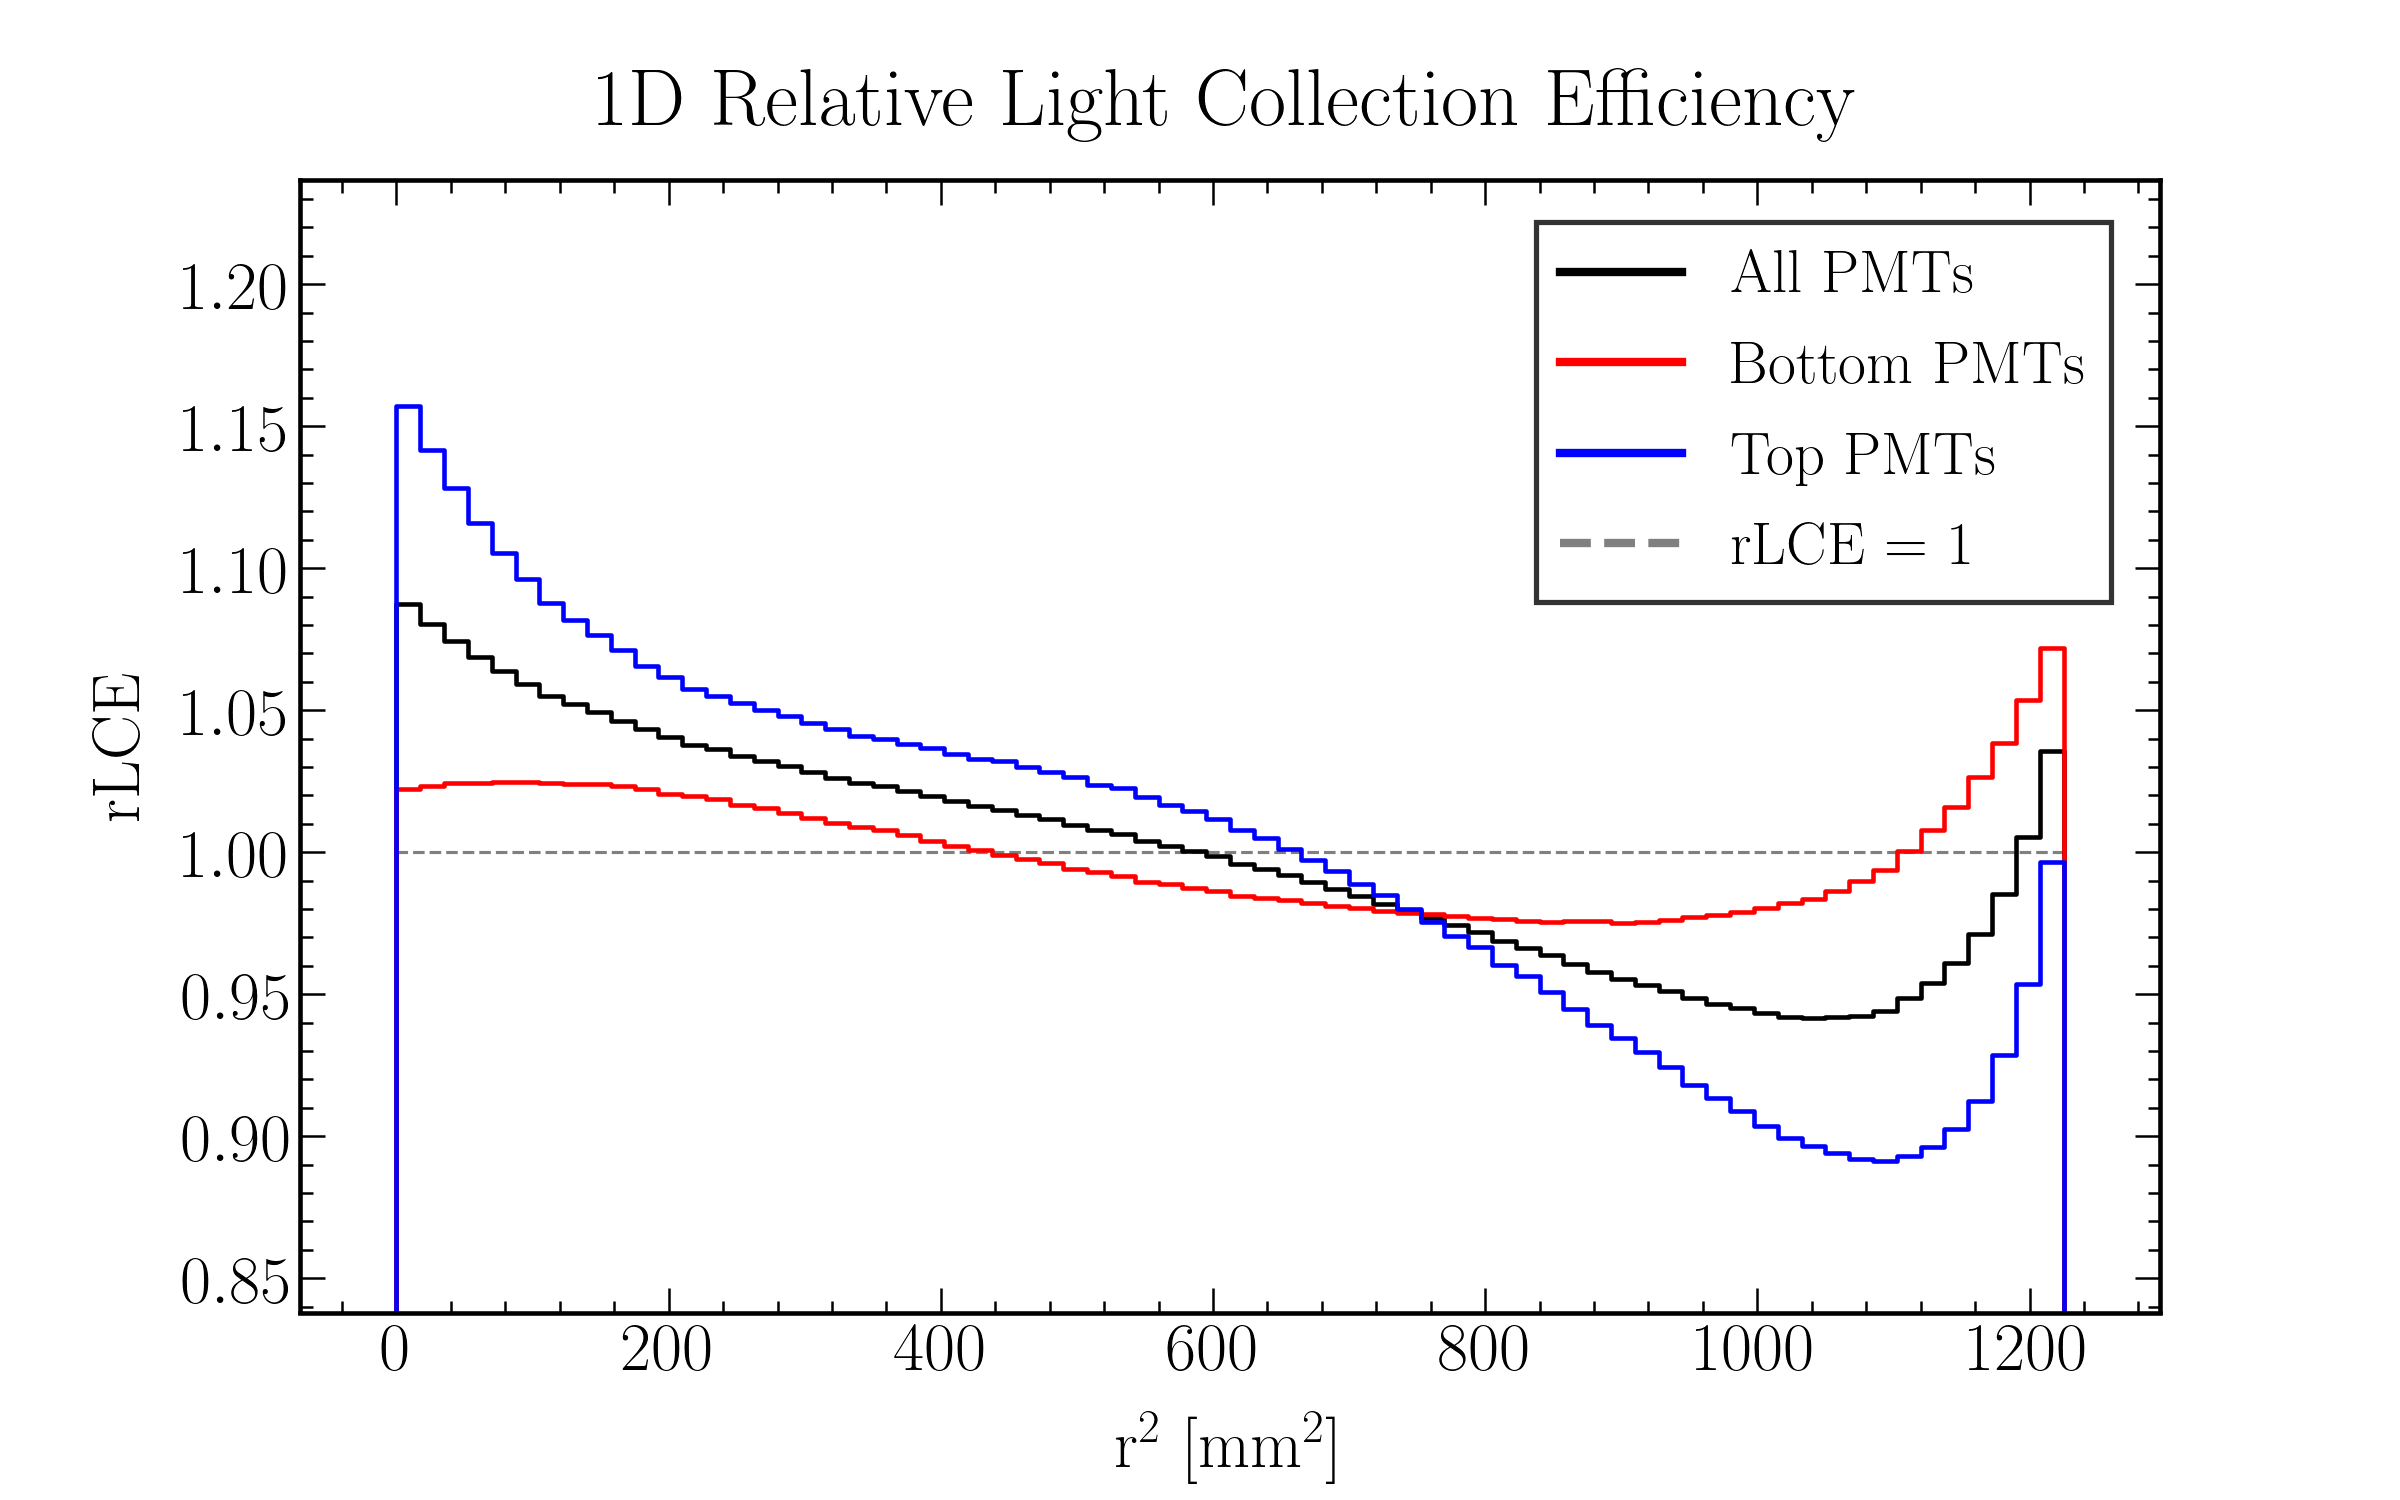 1D Relative Light Collection Efficiency
All PMTs
Bottom PMTs
Top PMTs
rLCE = 1
rLCE
1.20
1.15
1.10
1.05
1.00
0.95
0.90
0.85
0 200 400 600 800 1000 1200
r² [mm²]